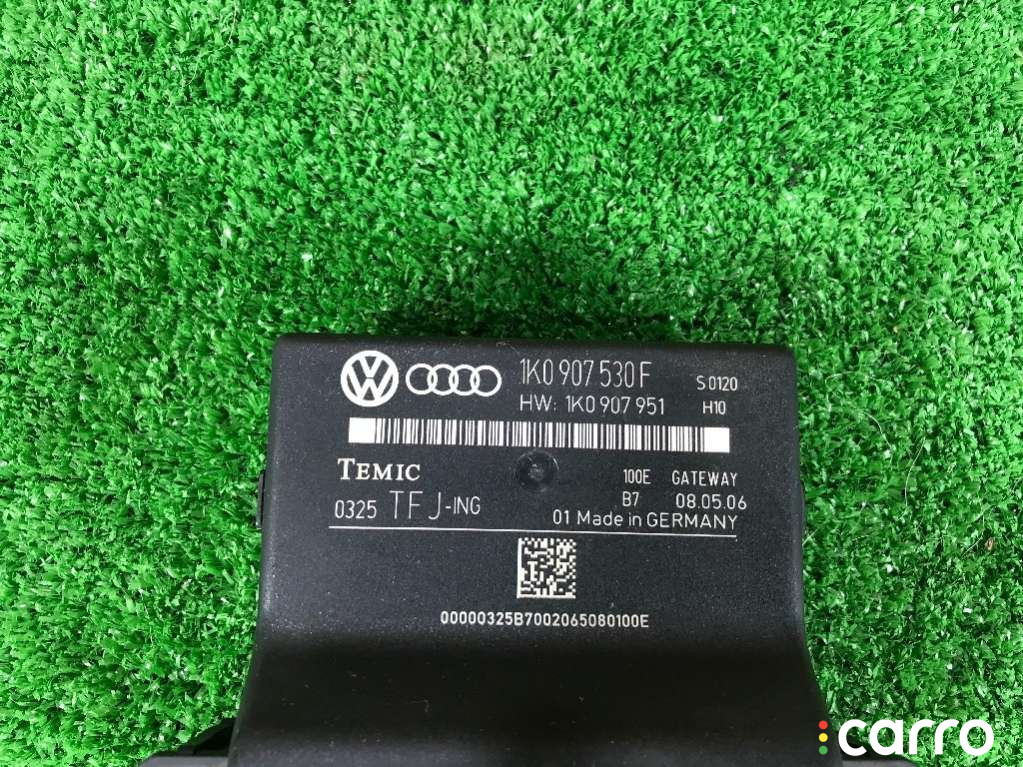 1K0 907 530 F S 0120
HW: 1K0 907 951 H10
TEMIC 100E GATEWAY
0325 TFJ-ING B7 08.05.06
01 Made in GERMANY
00000325B7002065080100E
carro